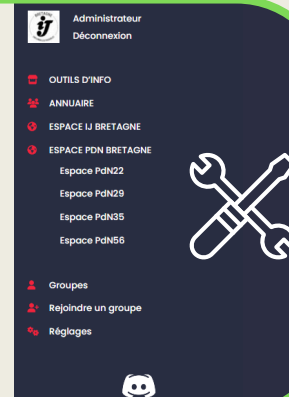 iJ
Administrateur
Déconnexion
OUTILS D'INFO
ANNUAIRE
ESPACE IJ BRETAGNE
ESPACE PDN BRETAGNE
Espace PdN22
Espace PdN29
Espace PdN35
Espace PdN56
Groupes
Rejoindre un groupe
Réglages